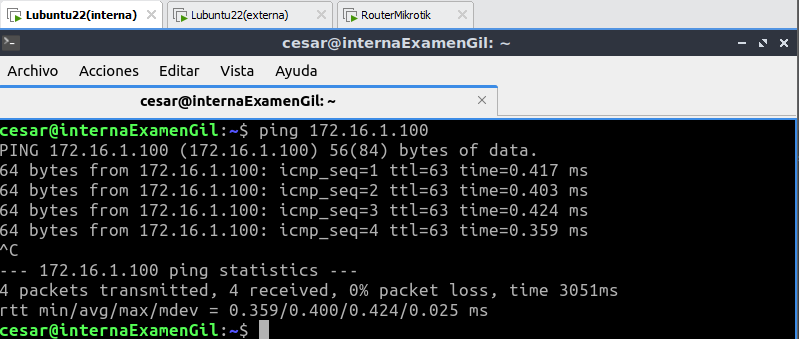 Lubuntu22(interna) Lubuntu22(externa) RouterMikrotik
cesar@internaExamenGil: ~
Archivo Acciones Editar Vista Ayuda
cesar@internaExamenGil: ~
cesar@internaExamenGil:~$ ping 172.16.1.100
PING 172.16.1.100 (172.16.1.100) 56(84) bytes of data.
64 bytes from 172.16.1.100: icmp_seq=1 ttl=63 time=0.417 ms
64 bytes from 172.16.1.100: icmp_seq=2 ttl=63 time=0.403 ms
64 bytes from 172.16.1.100: icmp_seq=3 ttl=63 time=0.424 ms
64 bytes from 172.16.1.100: icmp_seq=4 ttl=63 time=0.359 ms
^C
--- 172.16.1.100 ping statistics ---
4 packets transmitted, 4 received, 0% packet loss, time 3051ms
rtt min/avg/max/mdev = 0.359/0.400/0.424/0.025 ms
cesar@internaExamenGil:~$